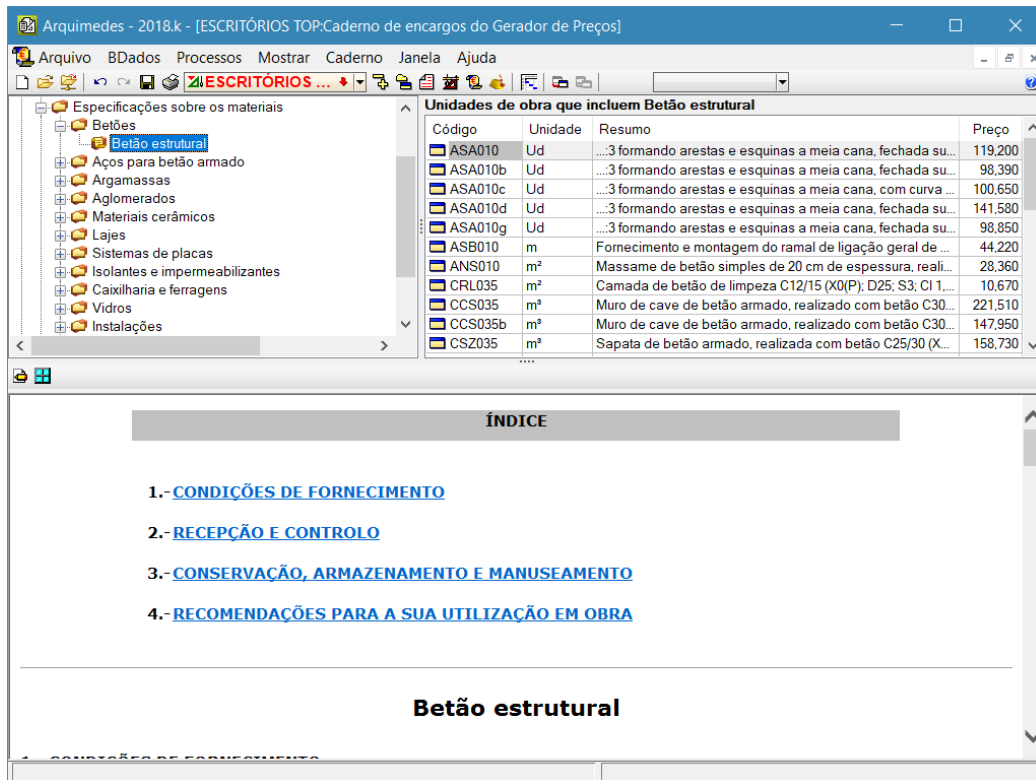 Arquimedes - 2018.k - [ESCRITÓRIOS TOP:Caderno de encargos do Gerador de Preços]
Arquivo BDados Processos Mostrar Caderno Janela Ajuda
ESCRITÓRIOS ...
Especificações sobre os materiais
Betões
Betão estrutural
Aços para betão armado
Argamassas
Aglomerados
Materiais cerâmicos
Lajes
Sistemas de placas
Isolantes e impermeabilizantes
Caixilharia e ferragens
Vidros
Instalações
Unidades de obra que incluem Betão estrutural
Código Unidade Resumo Preço
ASA010 Ud ...:3 formando arestas e esquinas a meia cana, fechada su... 119,200
ASA010b Ud ...:3 formando arestas e esquinas a meia cana, fechada su... 98,390
ASA010c Ud ...:3 formando arestas e esquinas a meia cana, com curva ... 100,650
ASA010d Ud ...:3 formando arestas e esquinas a meia cana, fechada su... 141,580
ASA010g Ud ...:3 formando arestas e esquinas a meia cana, fechada su... 98,850
ASB010 m Fornecimento e montagem do ramal de ligação geral de ... 44,220
ANS010 m² Massame de betão simples de 20 cm de espessura, reali... 28,360
CRL035 m² Camada de betão de limpeza C12/15 (X0(P); D25; S3; Cl 1,... 10,670
CCS035 m³ Muro de cave de betão armado, realizado com betão C30... 221,510
CCS035b m³ Muro de cave de betão armado, realizado com betão C30... 147,950
CSZ035 m³ Sapata de betão armado, realizada com betão C25/30 (X... 158,730
ÍNDICE
1.- CONDIÇÕES DE FORNECIMENTO
2.- RECEPÇÃO E CONTROLO
3.- CONSERVAÇÃO, ARMAZENAMENTO E MANUSEAMENTO
4.- RECOMENDAÇÕES PARA A SUA UTILIZAÇÃO EM OBRA
Betão estrutural
1.- CONDIÇÕES DE FORNECIMENTO